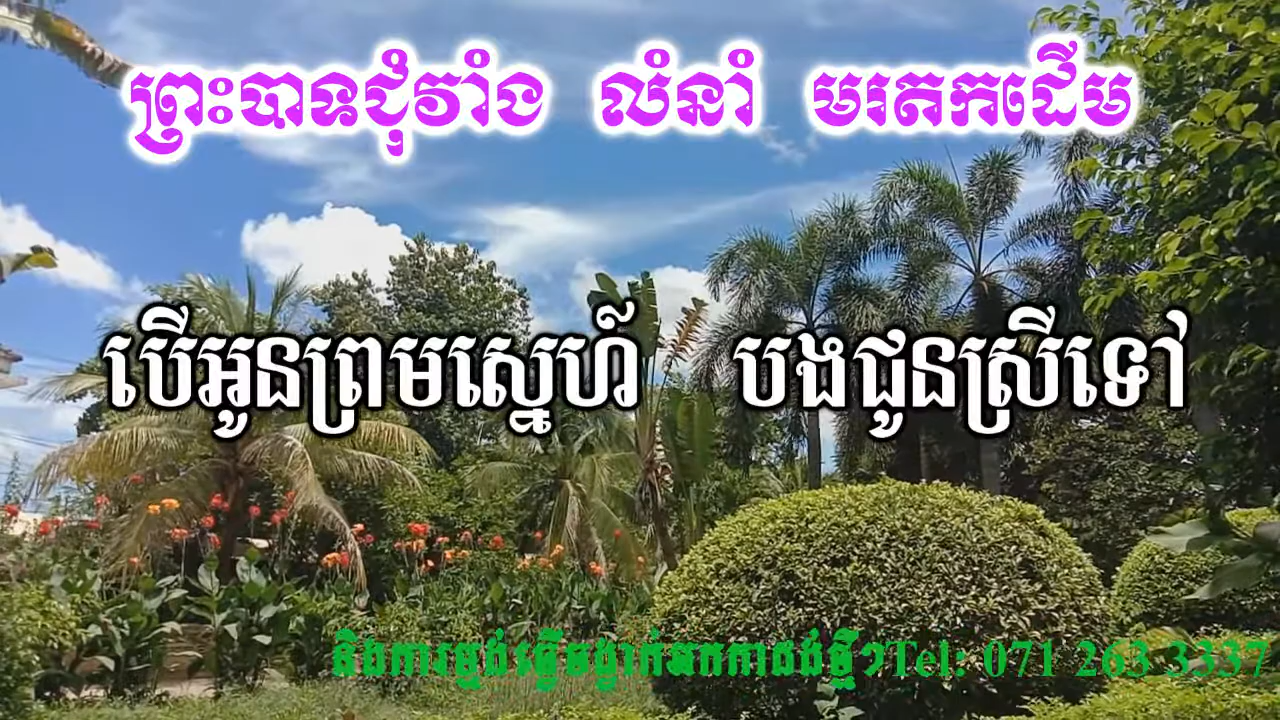 ព្រះបាទជុំវាំង លំនាំ មរតកដើម
បើអូនព្រមស្នេហ៍ បងជូនស្រីទៅ
Tel: 071 263 3337